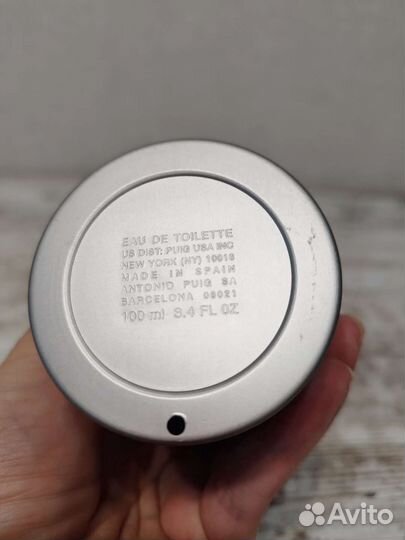 EAU DE TOILETTE
US DIST: PUIG USA INC
NEW YORK (NY) 10016
MADE IN SPAIN
ANTONIO PUIG SA
BARCELONA 08021
100 ml 3.4 FL OZ
Avito